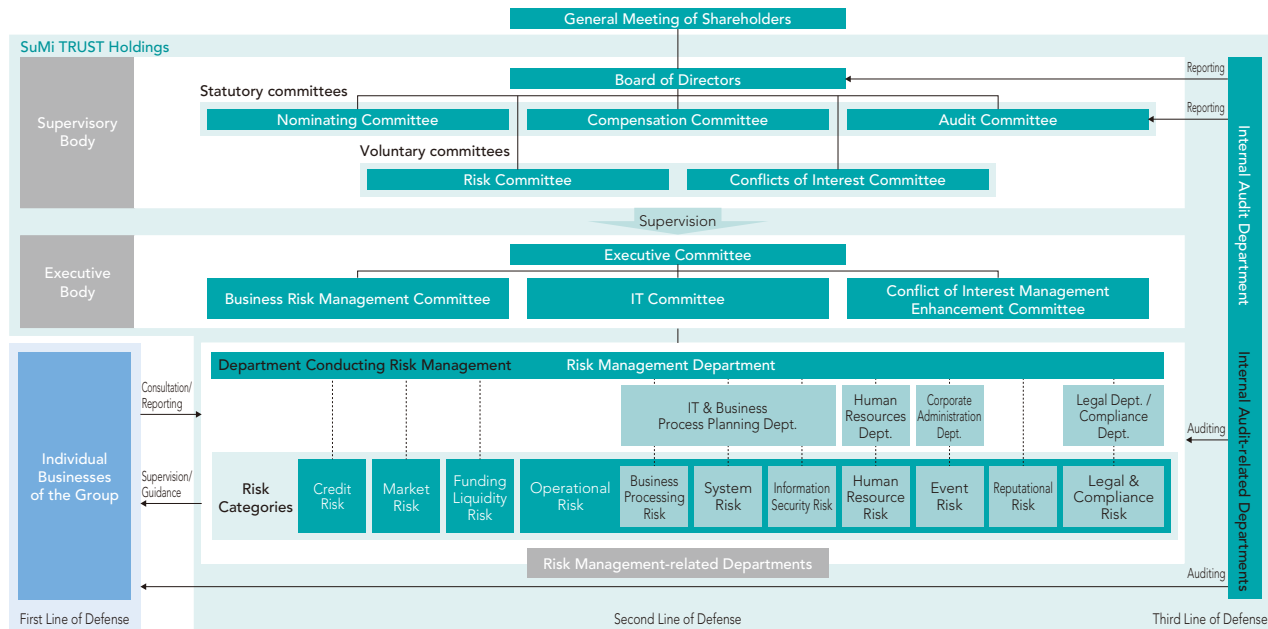 General Meeting of Shareholders
SuMi TRUST Holdings
Supervisory
Body
Board of Directors
Reporting
Statutory committees
Nominating Committee
Compensation Committee
Audit Committee
Reporting
Voluntary committees
Risk Committee
Conflicts of Interest Committee
Supervision
Executive
Body
Executive Committee
Business Risk Management Committee
IT Committee
Conflict of Interest Management
Enhancement Committee
Internal Audit Department
Internal Audit-related Departments
Individual
Businesses
of the Group
Consultation/
Reporting
Supervision/
Guidance
Department Conducting Risk Management
Risk Management Department
IT & Business
Process Planning Dept.
Human
Resources
Dept.
Corporate
Administration
Dept.
Legal Dept. /
Compliance
Dept.
Auditing
Risk
Categories
Credit
Risk
Market
Risk
Funding
Liquidity
Risk
Operational
Risk
Business
Processing
Risk
System
Risk
Information
Security Risk
Human
Resource
Risk
Event
Risk
Reputational
Risk
Legal &
Compliance
Risk
Risk Management-related Departments
Auditing
First Line of Defense
Second Line of Defense
Third Line of Defense